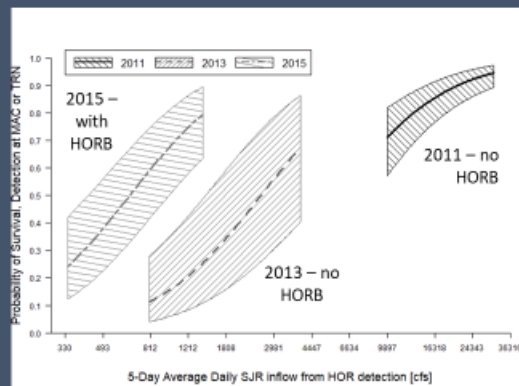 2011 2013 2015
2015 –
with
HORB
2011 – no
HORB
2013 – no
HORB
Probability of Survival, Detection at MAC or TRN
1.0
0.9
0.8
0.7
0.6
0.5
0.4
0.3
0.2
0.1
0.0
330 493 812 1212 1808 2981 4447 6634 9897 16318 24343 36316
5-Day Average Daily SJR inflow from HOR detection [cfs]